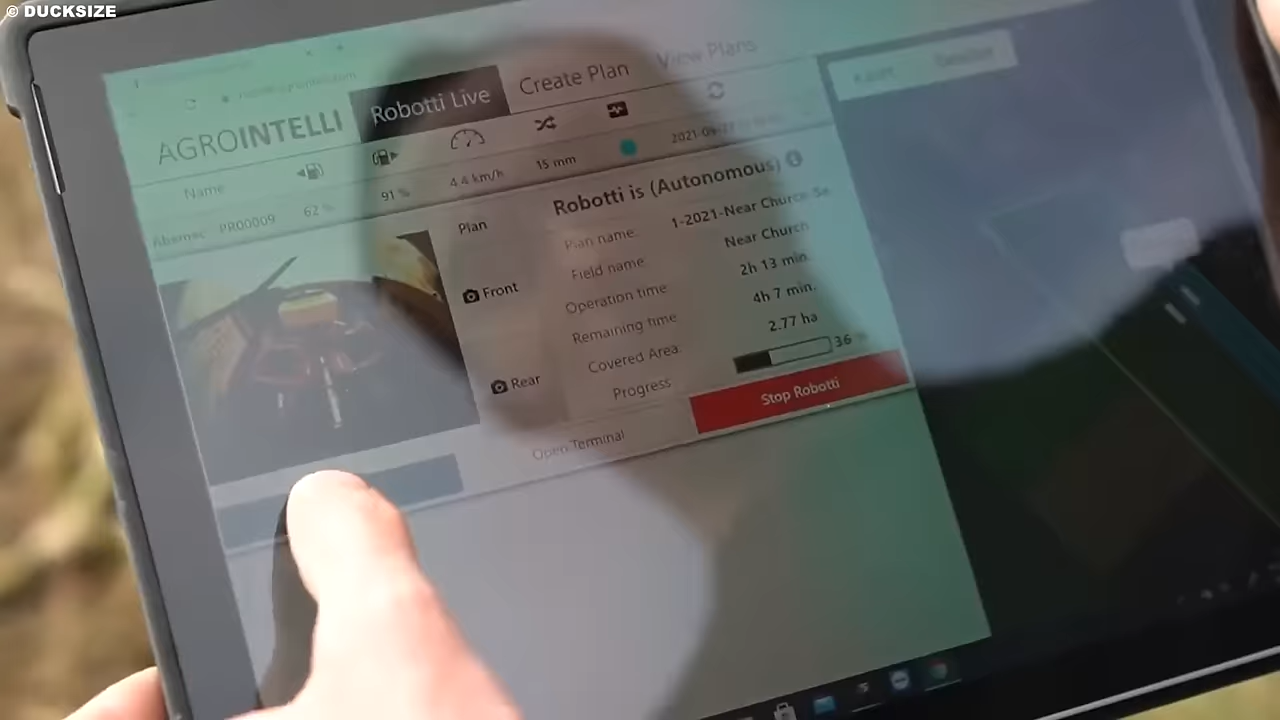 © DUCKSIZE
Robotti Live Create Plan View Plans
AGROINTELLI
Name
PR00009 62 % 91 % 4.4 km/h 15 mm
Robotti is (Autonomous)
Plan
Plan name: 1-2021-Near Church-Se
Field name: Near Church
Front
Operation time: 2h 13 min.
Remaining time 4h 7 min.
Covered Area: 2.77 ha
Rear
Progress 36
Open Terminal Stop Robotti